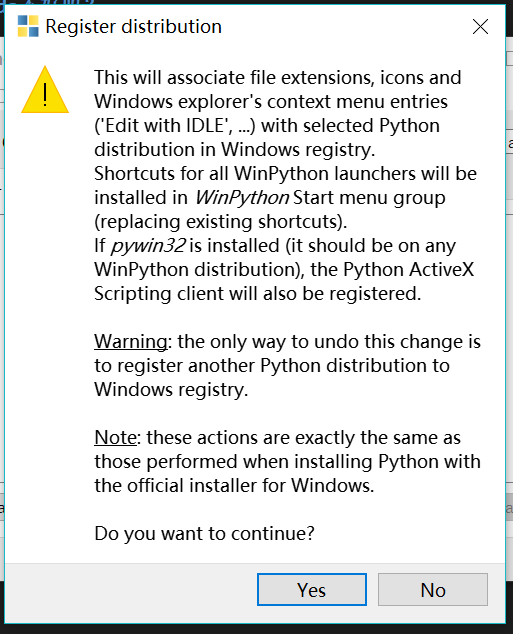 Register distribution
This will associate file extensions, icons and
Windows explorer's context menu entries
('Edit with IDLE', ...) with selected Python
distribution in Windows registry.
Shortcuts for all WinPython launchers will be
installed in WinPython Start menu group
(replacing existing shortcuts).
If pywin32 is installed (it should be on any
WinPython distribution), the Python ActiveX
Scripting client will also be registered.
Warning: the only way to undo this change is
to register another Python distribution to
Windows registry.
Note: these actions are exactly the same as
those performed when installing Python with
the official installer for Windows.
Do you want to continue?
Yes
No